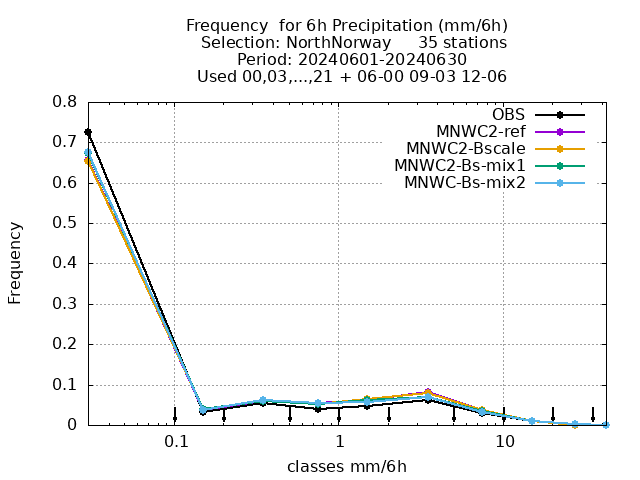 Frequency  for 6h Precipitation (mm/6h)
Selection: NorthNorway     35 stations
Period: 20240601-20240630
Used 00,03,...,21 + 06-00 09-03 12-06
OBS
MNWC2-ref
MNWC2-Bscale
MNWC2-Bs-mix1
MNWC-Bs-mix2
0.8
0.7
0.6
0.5
0.4
0.3
0.2
0.1
0
Frequency
0.1 1 10
classes mm/6h